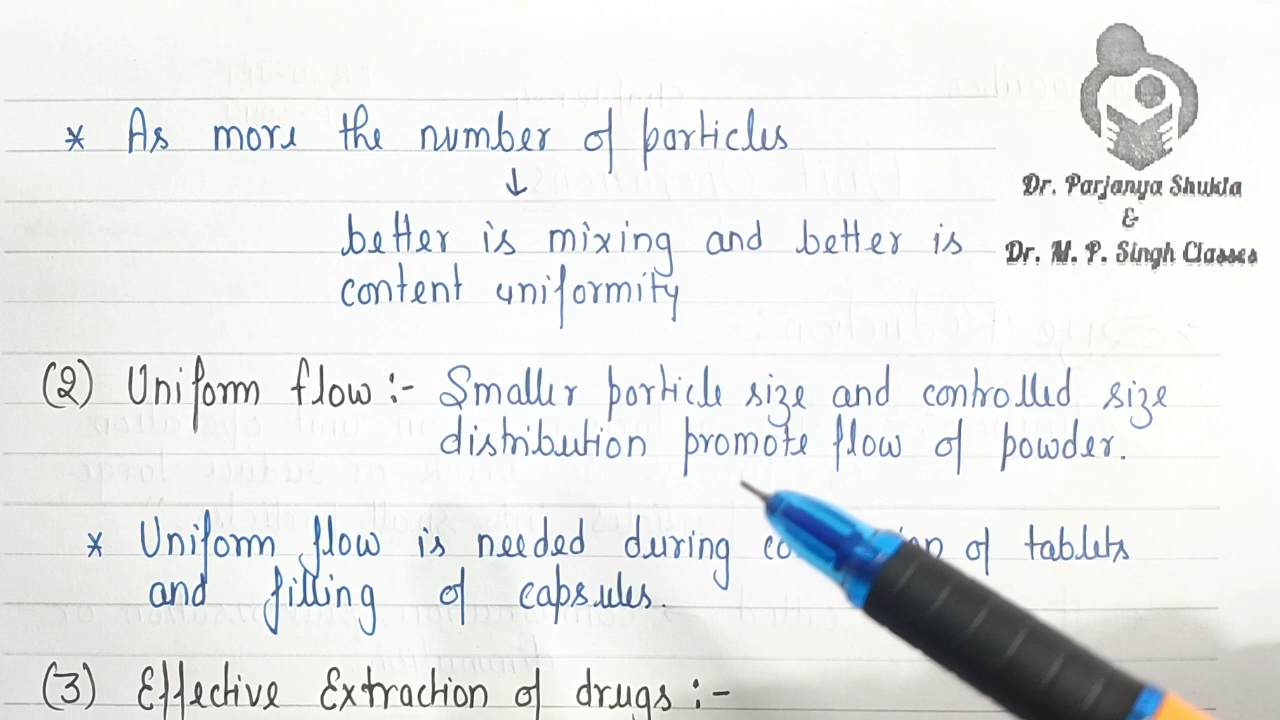 * As more the number of particles
↓
better is mixing and better is
content uniformity
(2) Uniform flow:- Smaller particle size and controlled size
distribution promote flow of powder.
* Uniform flow is needed during of tablets
and filling of capsules.
(3) Effective Extraction of drugs:-
Dr. Parjanya Shukla
&
Dr. M. P. Singh Classes